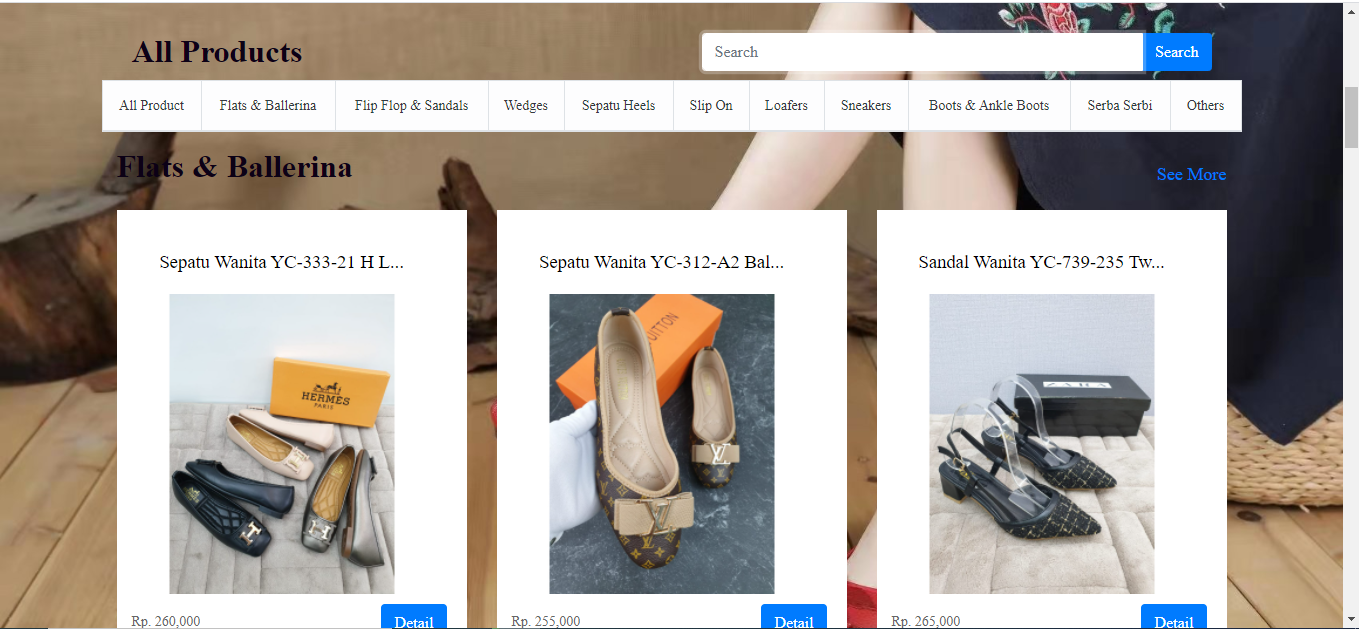 All Products
Search
Search
All Product
Flats & Ballerina
Flip Flop & Sandals
Wedges
Sepatu Heels
Slip On
Loafers
Sneakers
Boots & Ankle Boots
Serba Serbi
Others
Flats & Ballerina
See More
Sepatu Wanita YC-333-21 H L...
Sepatu Wanita YC-312-A2 Bal...
Sandal Wanita YC-739-235 Tw...
HERMES
PARIS
UITTON
ZARA
Rp. 260,000
Detail
Rp. 255,000
Detail
Rp. 265,000
Detail